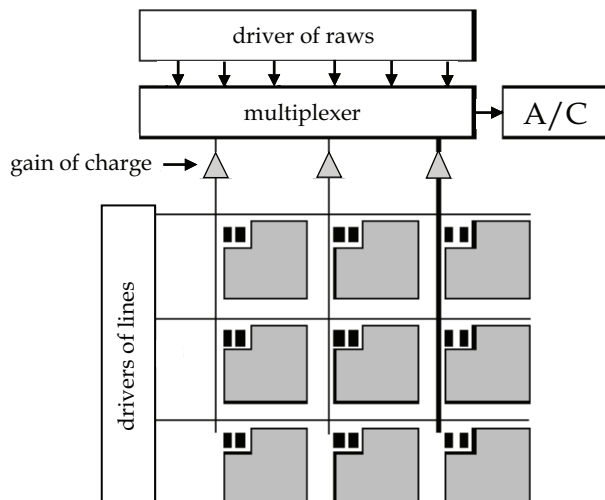 driver of raws
multiplexer
A/C
gain of charge
drivers of lines